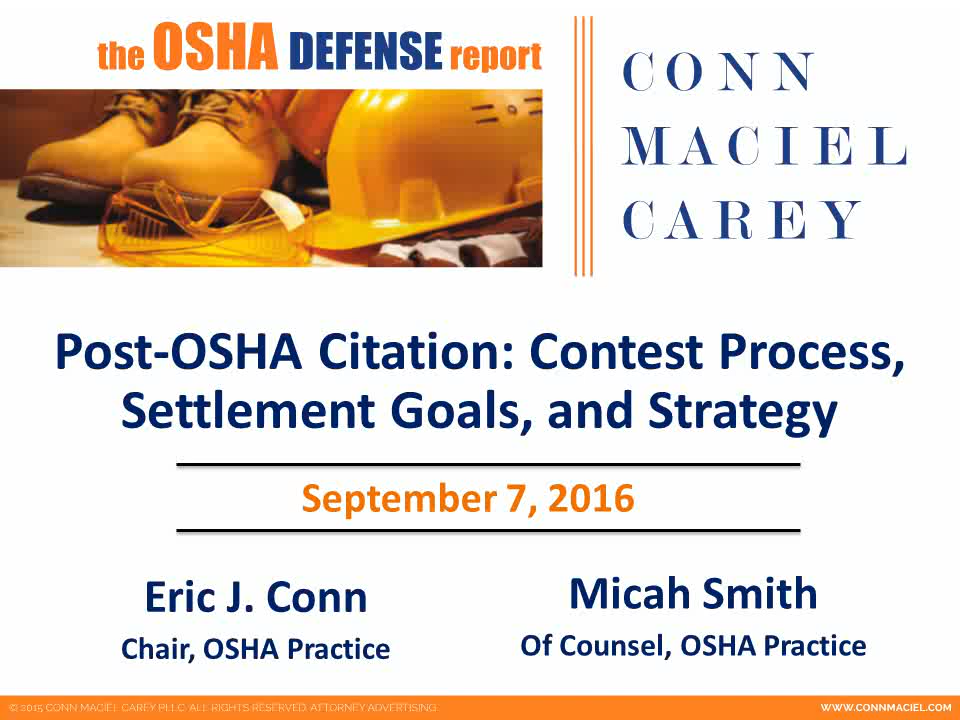 the OSHA DEFENSE report
CONN
MACIEL
CAREY
Post-OSHA Citation: Contest Process,
Settlement Goals, and Strategy
September 7, 2016
Eric J. Conn
Chair, OSHA Practice
Micah Smith
Of Counsel, OSHA Practice
© 2015 CONN MACIEL CAREY PLLC. ALL RIGHTS RESERVED. ATTORNEY ADVERTISING.
WWW.CONNMACIEL.COM